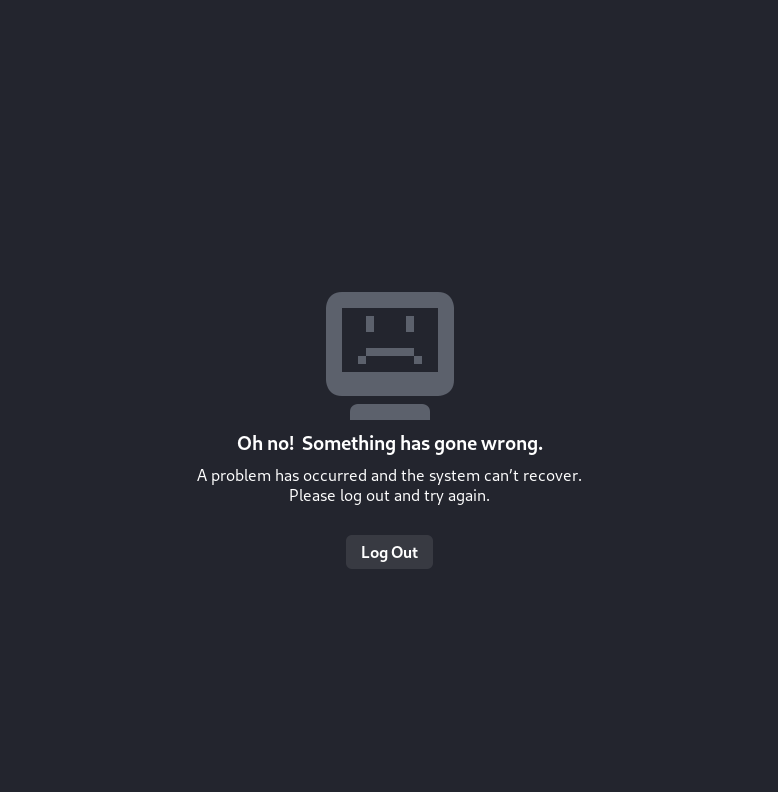 Oh no!  Something has gone wrong.
A problem has occurred and the system can’t recover.
Please log out and try again.
Log Out